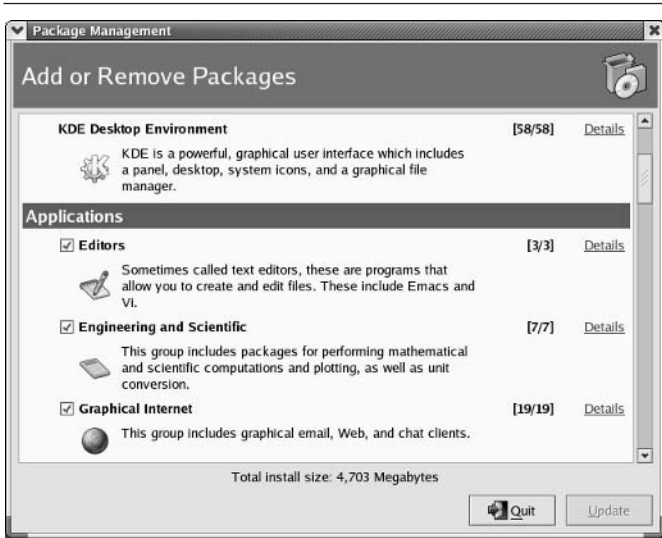 Package Management
Add or Remove Packages
KDE Desktop Environment [58/58] Details
KDE is a powerful, graphical user interface which includes
a panel, desktop, system icons, and a graphical file
manager.
Applications
Editors [3/3] Details
Sometimes called text editors, these are programs that
allow you to create and edit files. These include Emacs and
Vi.
Engineering and Scientific [7/7] Details
This group includes packages for performing mathematical
and scientific computations and plotting, as well as unit
conversion.
Graphical Internet [19/19] Details
This group includes graphical email, Web, and chat clients.
Total install size: 4,703 Megabytes
Quit Update